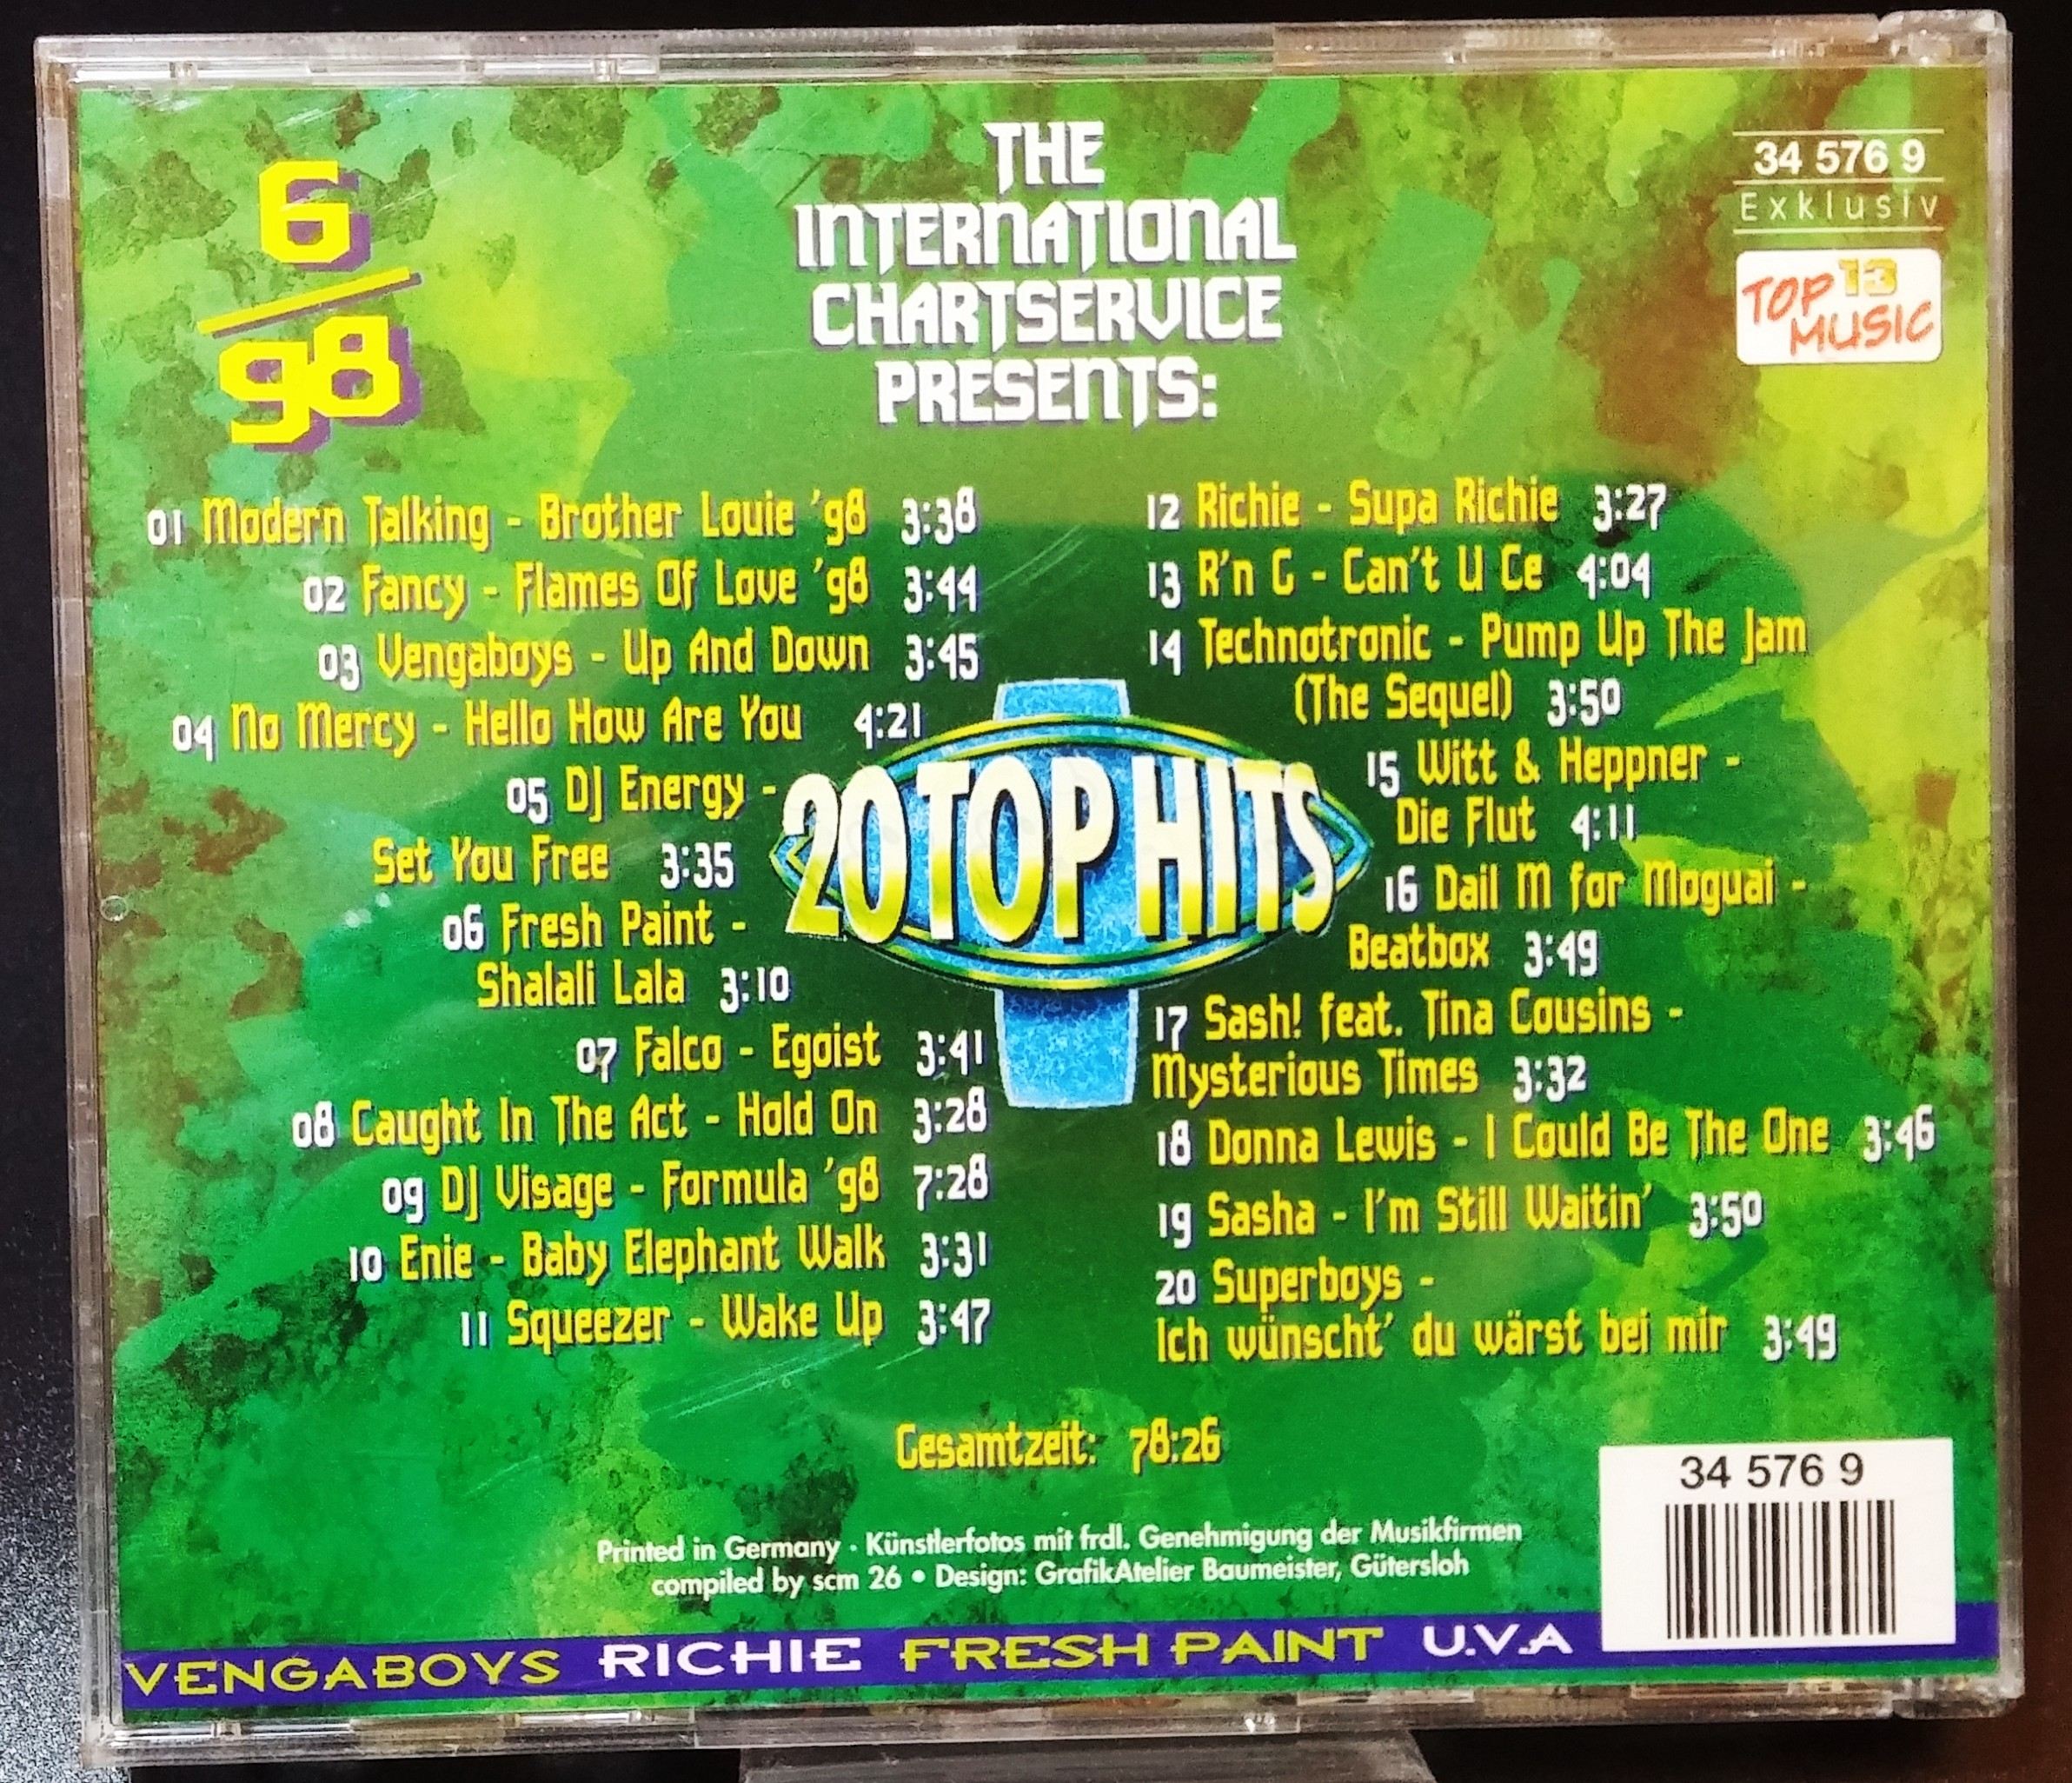 6
98
THE
INTERNATIONAL
CHARTSERVICE
PRESENTS:
34 576 9
Exklusiv
TOP 13
MUSIC
01 Modern Talking - Brother Louie '98 3:38
02 Fancy - Flames Of Love '98 3:44
03 Vengaboys - Up And Down 3:45
04 No Mercy - Hello How Are You 4:21
05 DJ Energy -
Set You Free 3:35
06 Fresh Paint -
Shalali Lala 3:10
07 Falco - Egoist 3:41
08 Caught In The Act - Hold On 3:28
09 DJ Visage - Formula '98 7:28
10 Enie - Baby Elephant Walk 3:31
11 Squeezer - Wake Up 3:47
20 TOP HITS
12 Richie - Supa Richie 3:27
13 R'n G - Can't U Ce 4:04
14 Technotronic - Pump Up The Jam
(The Sequel) 3:50
15 Witt & Heppner -
Die Flut 4:11
16 Dail M for Moguai -
Beatbox 3:49
17 Sash! feat. Tina Cousins -
Mysterious Times 3:32
18 Donna Lewis - I Could Be The One 3:46
19 Sasha - I'm Still Waitin' 3:50
20 Superboys -
Ich wünscht' du wärst bei mir 3:49
Gesamtzeit: 78:26
34 576 9
Printed in Germany · Künstlerfotos mit frdl. Genehmigung der Musikfirmen
compiled by scm 26 • Design: GrafikAtelier Baumeister, Gütersloh
VENGABOYS RICHIE FRESH PAINT U.V.A